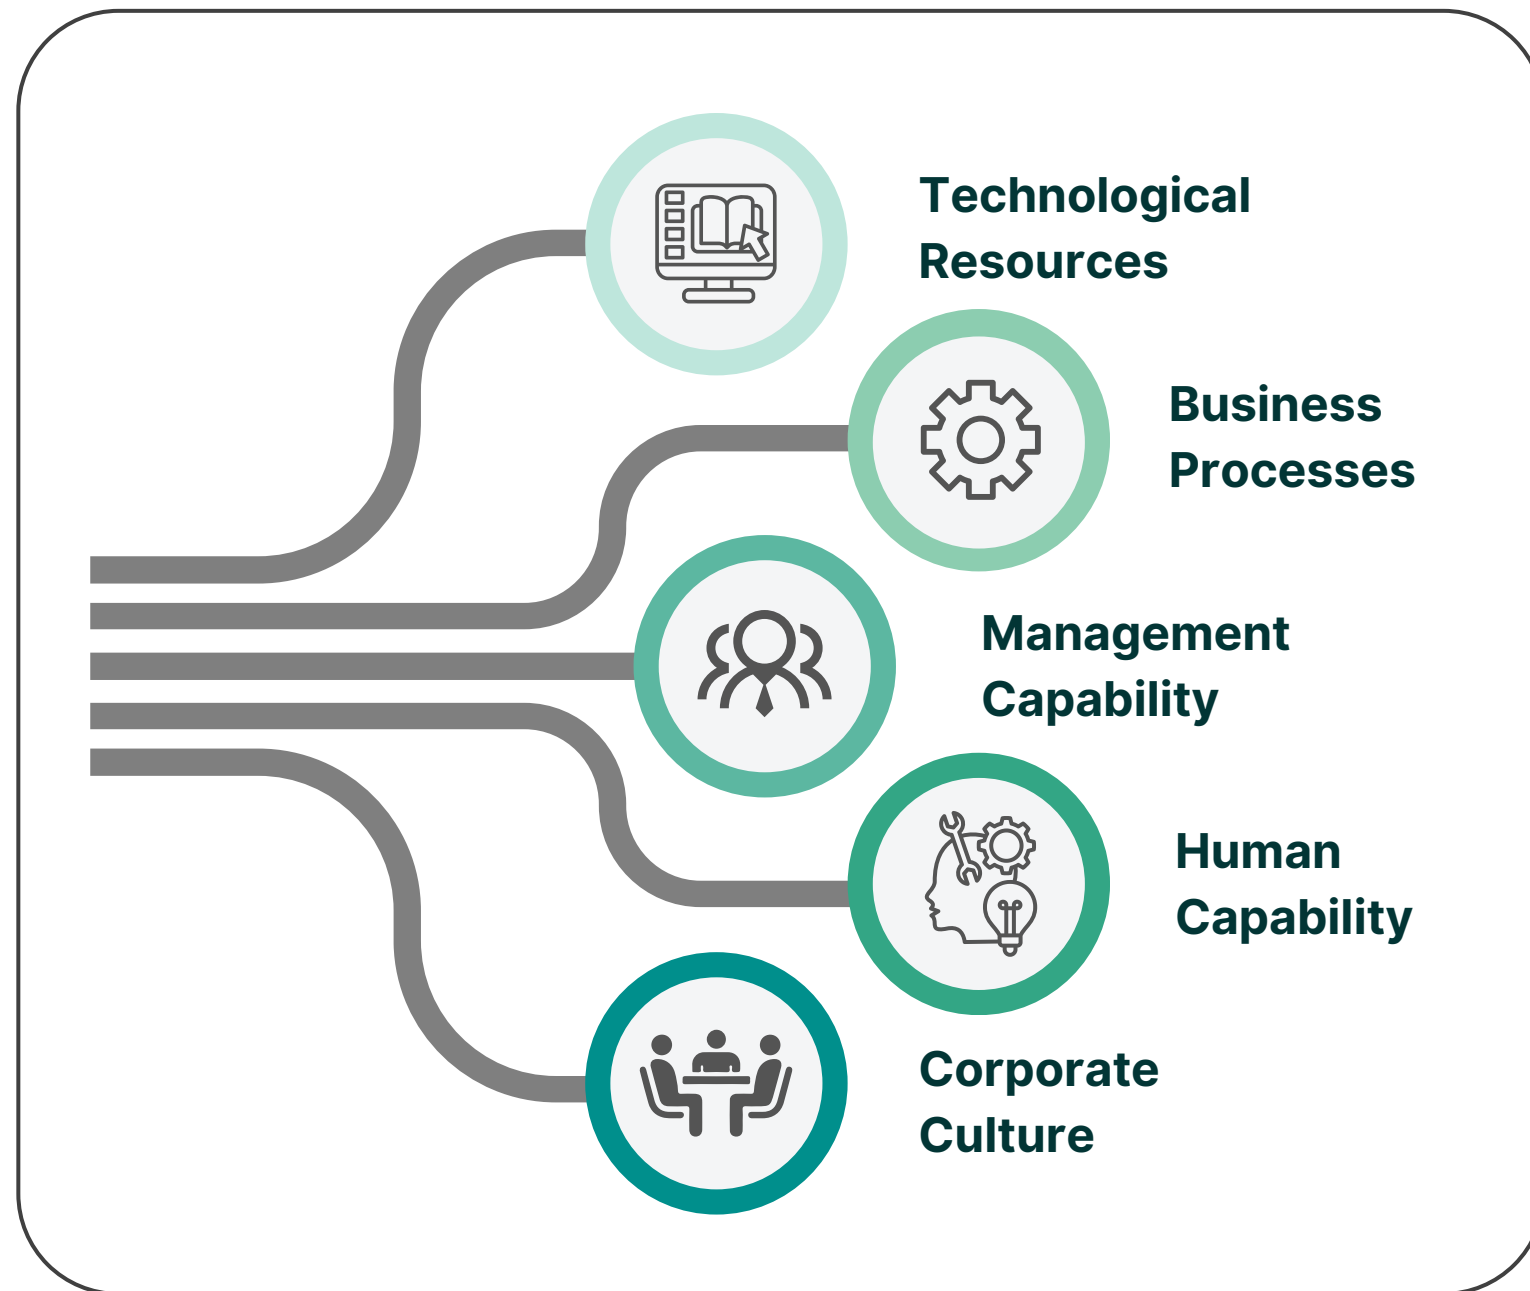 Technological
Resources
Business
Processes
Management
Capability
Human
Capability
Corporate
Culture